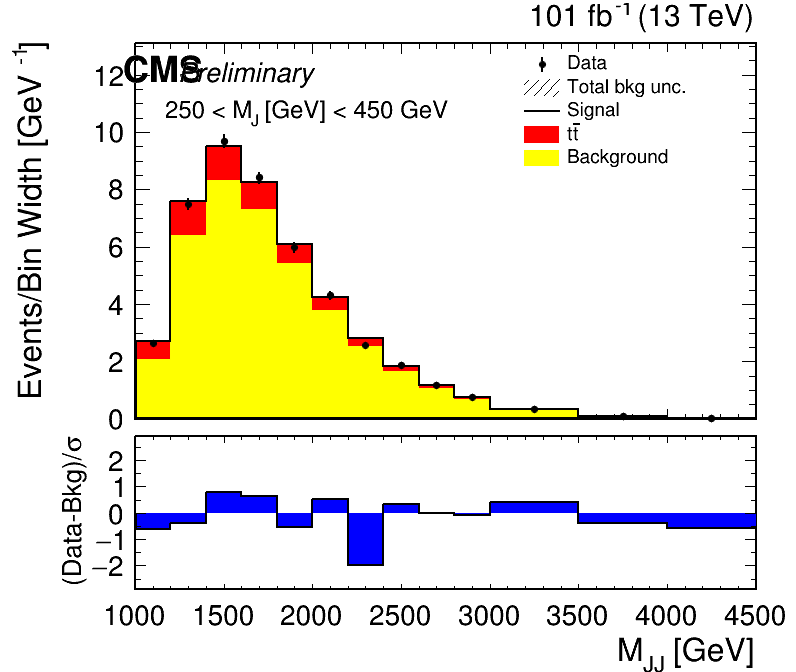 101 fb⁻¹ (13 TeV)
CMS Preliminary
250 < M_J [GeV] < 450 GeV
Data
Total bkg unc.
Signal
tt̄
Background
Events/Bin Width [GeV⁻¹]
12
10
8
6
4
2
0
(Data-Bkg)/σ
2
1
0
−1
−2
1000 1500 2000 2500 3000 3500 4000 4500
M_JJ [GeV]